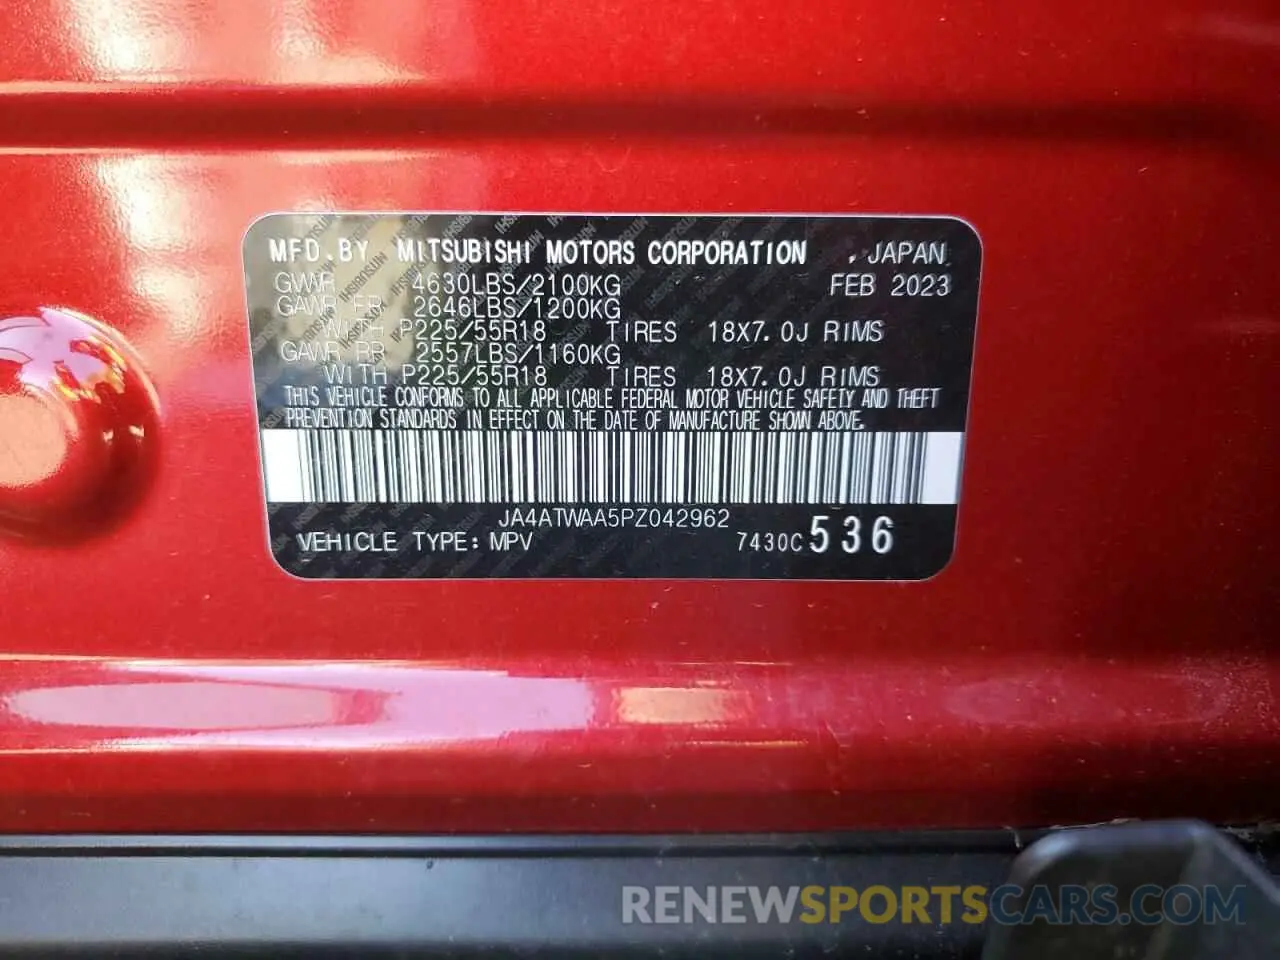 MFD.BY MITSUBISHI MOTORS CORPORATION , JAPAN
GVWR 4630LBS/2100KG FEB 2023
GAWR FR 2646LBS/1200KG
WITH P225/55R18 TIRES 18X7.0J RIMS
GAWR RR 2557LBS/1160KG
WITH P225/55R18 TIRES 18X7.0J RIMS
THIS VEHICLE CONFORMS TO ALL APPLICABLE FEDERAL MOTOR VEHICLE SAFETY AND THEFT
PREVENTION STANDARDS IN EFFECT ON THE DATE OF MANUFACTURE SHOWN ABOVE.
JA4ATWAA5PZ042962
VEHICLE TYPE: MPV 7430C 536
RENEWSPORTSCARS.COM